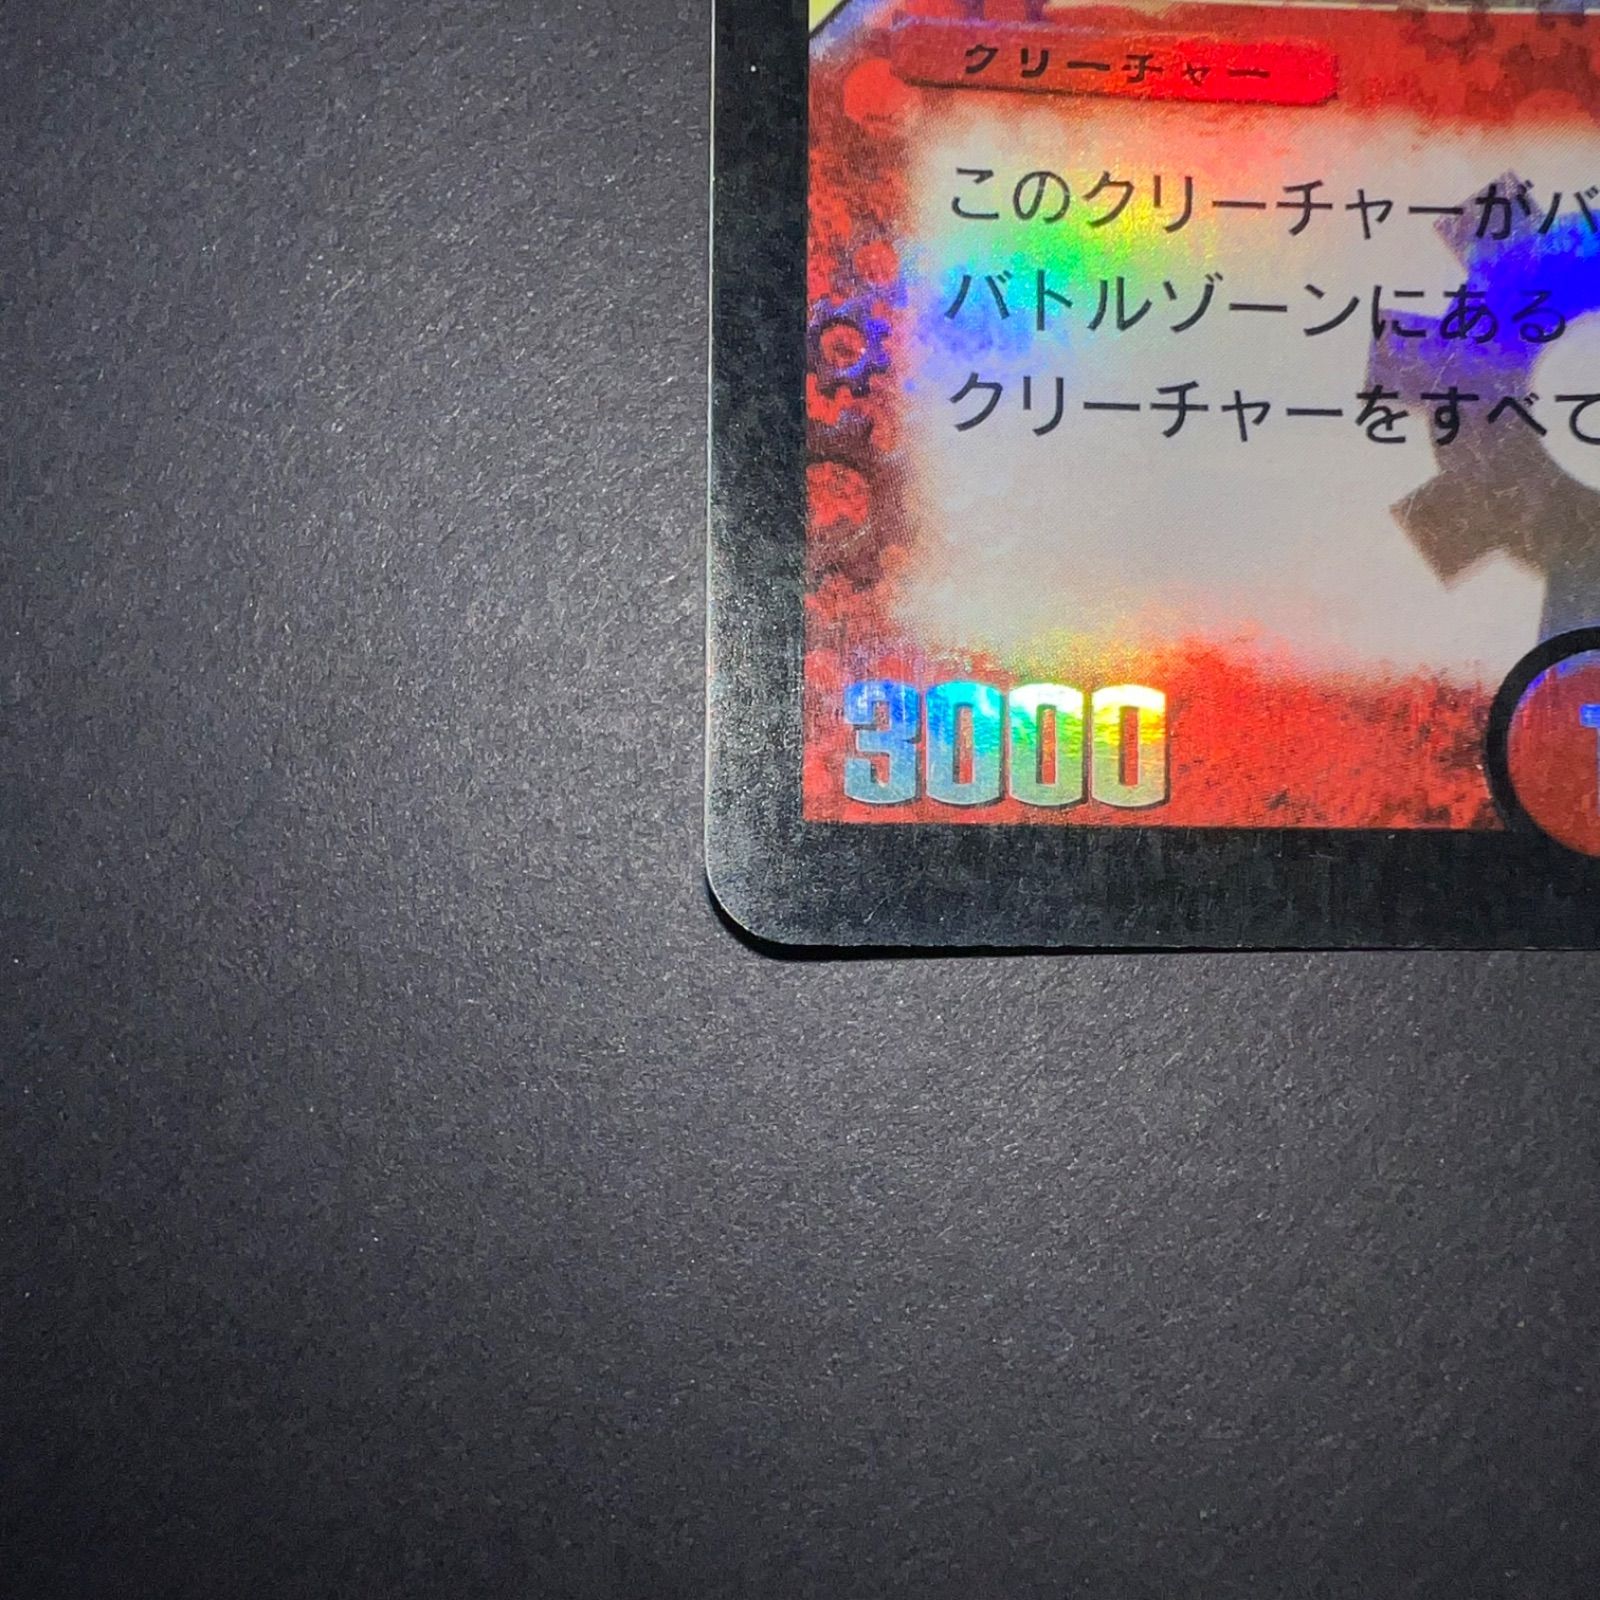 クリーチャー
このクリーチャーがバ
バトルゾーンにある
クリーチャーをすべて
3000